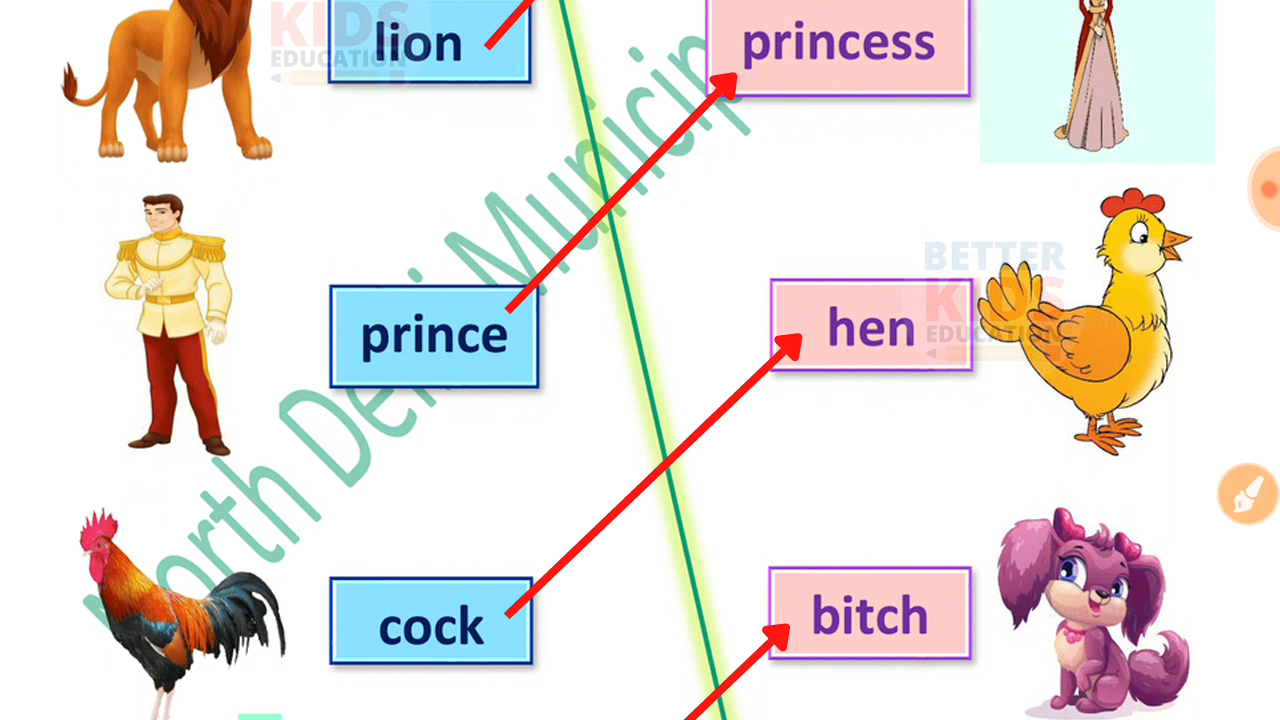 KIDS
EDUCATION
lion
princess
prince
BETTER
KIDS
EDUCATION
hen
cock
bitch